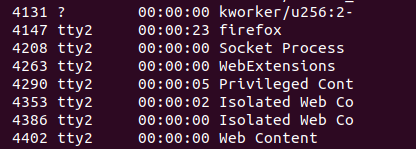 4131 ? 00:00:00 kworker/u256:2-
4147 tty2 00:00:23 firefox
4208 tty2 00:00:00 Socket Process
4263 tty2 00:00:00 WebExtensions
4290 tty2 00:00:05 Privileged Cont
4353 tty2 00:00:02 Isolated Web Co
4386 tty2 00:00:00 Isolated Web Co
4402 tty2 00:00:00 Web Content